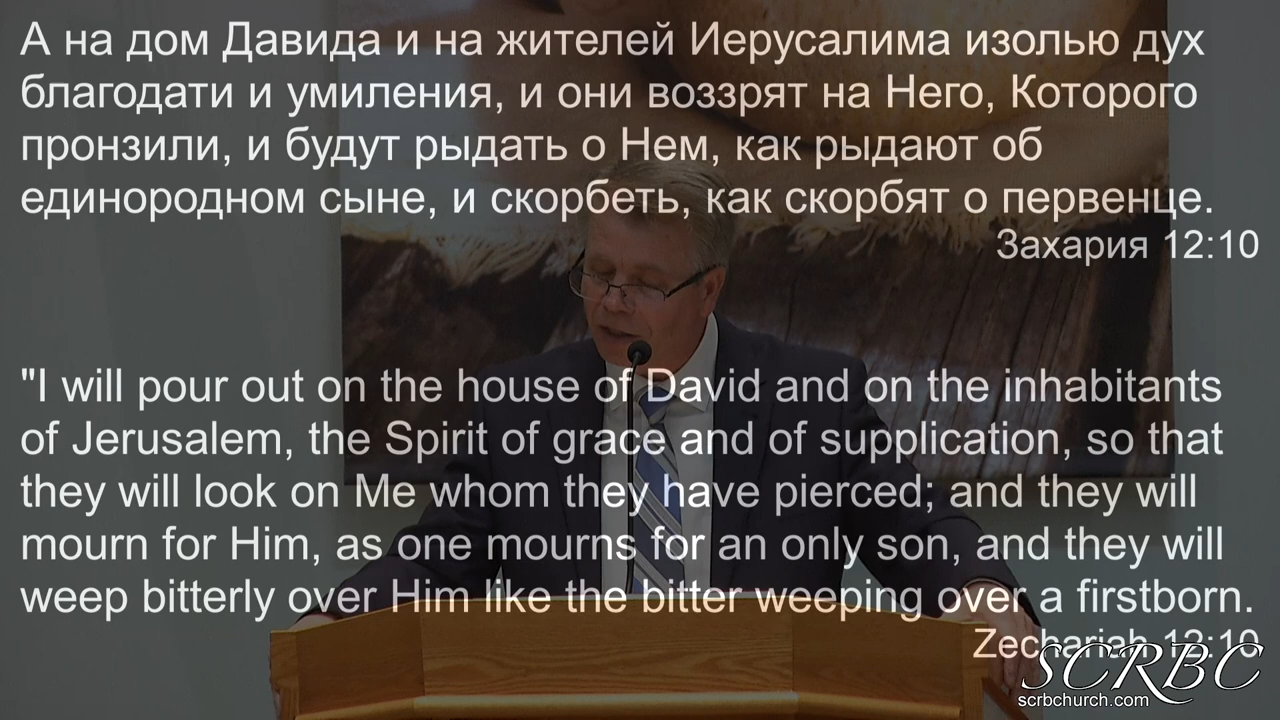 А на дом Давида и на жителей Иерусалима изолью дух
благодати и умиления, и они воззрят на Него, Которого
пронзили, и будут рыдать о Нем, как рыдают об
единородном сыне, и скорбеть, как скорбят о первенце.
Захария 12:10
"I will pour out on the house of David and on the inhabitants
of Jerusalem, the Spirit of grace and of supplication, so that
they will look on Me whom they have pierced; and they will
mourn for Him, as one mourns for an only son, and they will
weep bitterly over Him like the bitter weeping over a firstborn.
Zechariah 12:10
SCRBC
scrbchurch.com